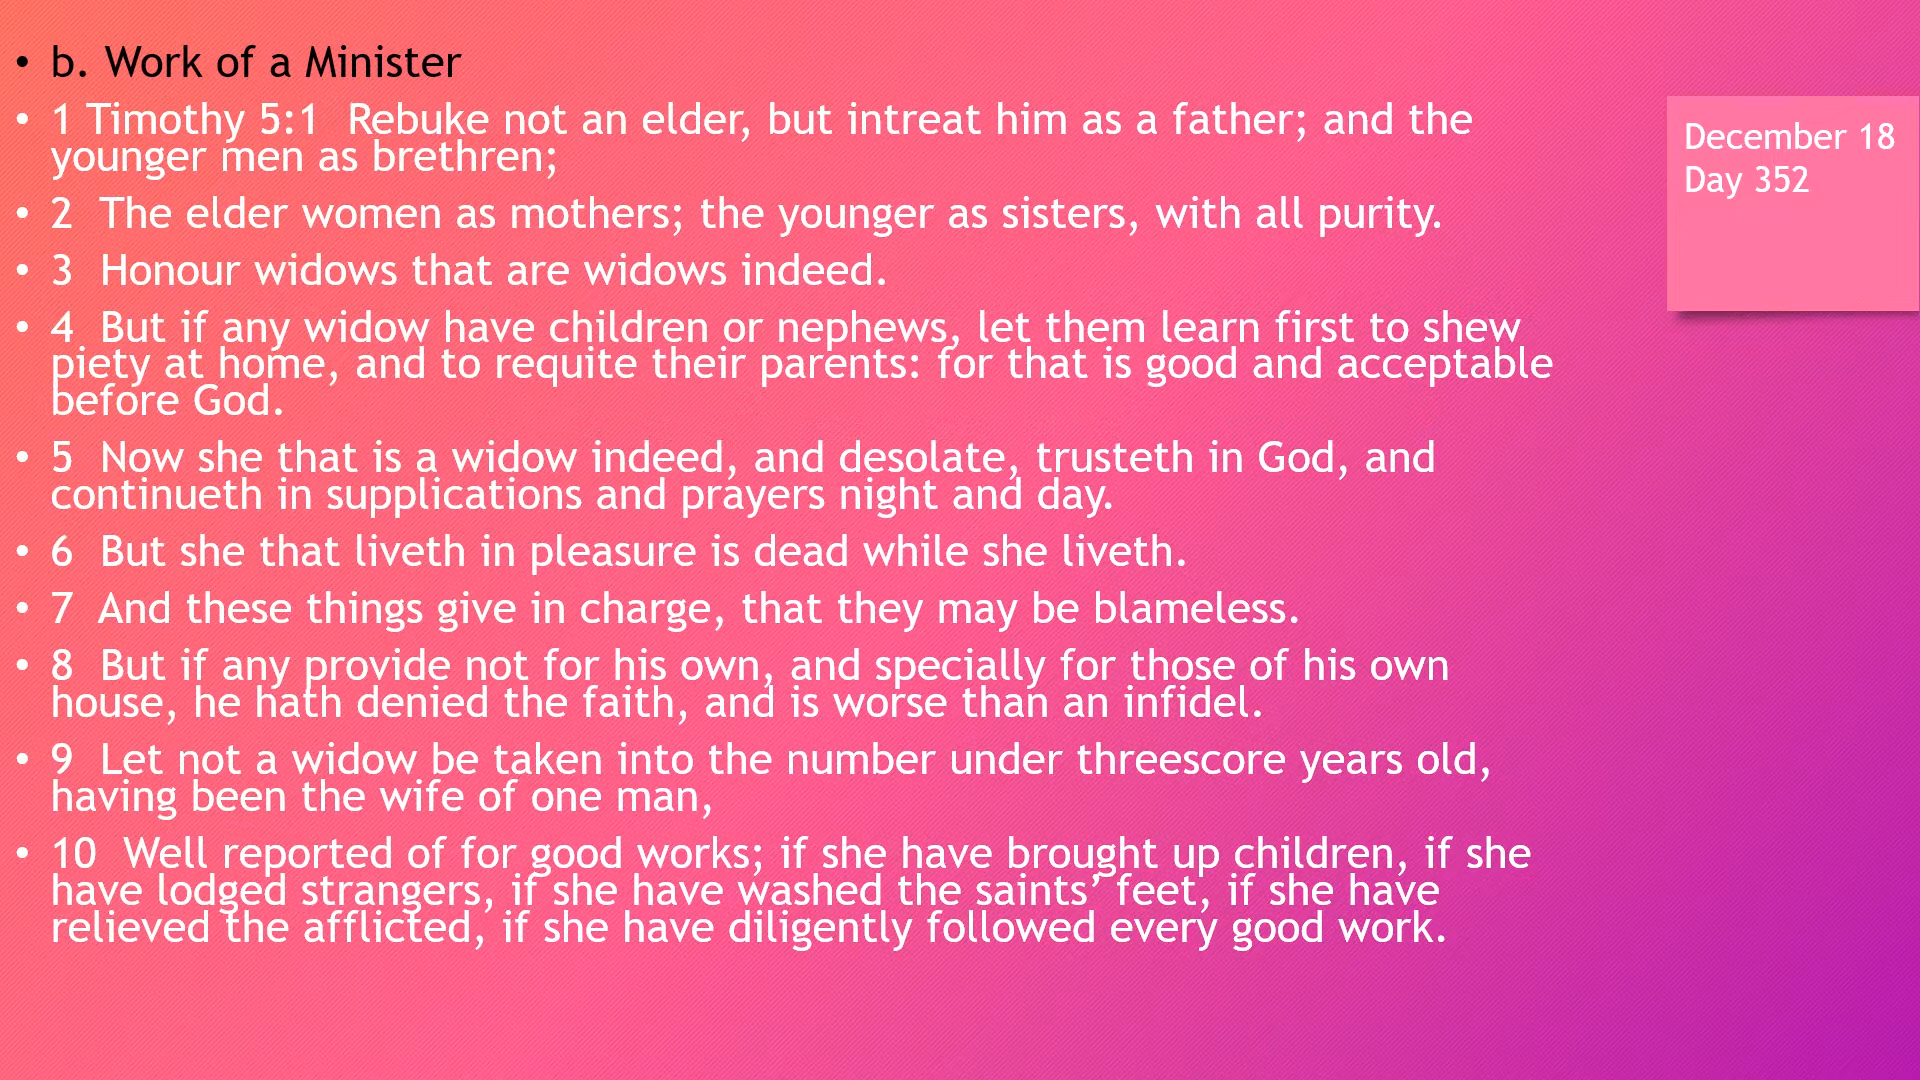 • b. Work of a Minister
• 1 Timothy 5:1  Rebuke not an elder, but intreat him as a father; and the
younger men as brethren;
• 2  The elder women as mothers; the younger as sisters, with all purity.
• 3  Honour widows that are widows indeed.
• 4  But if any widow have children or nephews, let them learn first to shew
piety at home, and to requite their parents: for that is good and acceptable
before God.
• 5  Now she that is a widow indeed, and desolate, trusteth in God, and
continueth in supplications and prayers night and day.
• 6  But she that liveth in pleasure is dead while she liveth.
• 7  And these things give in charge, that they may be blameless.
• 8  But if any provide not for his own, and specially for those of his own
house, he hath denied the faith, and is worse than an infidel.
• 9  Let not a widow be taken into the number under threescore years old,
having been the wife of one man,
• 10  Well reported of for good works; if she have brought up children, if she
have lodged strangers, if she have washed the saints’ feet, if she have
relieved the afflicted, if she have diligently followed every good work.
December 18
Day 352